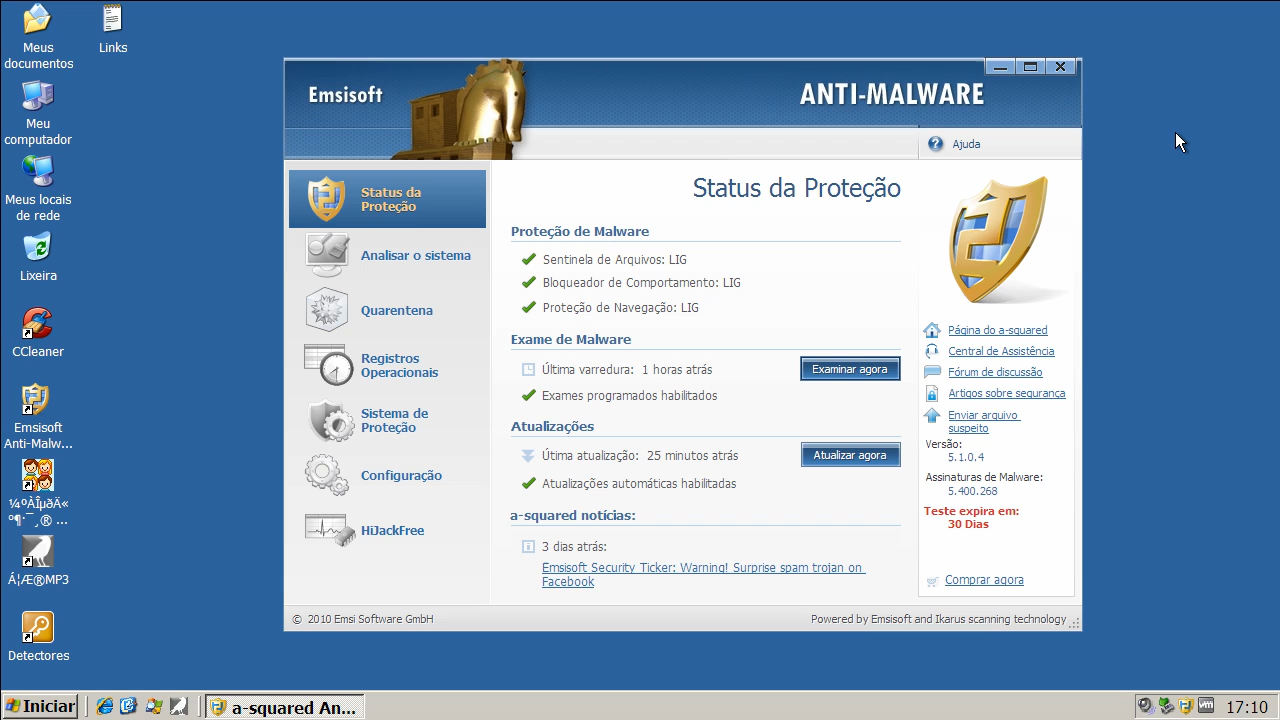 Meus
documentos
Links
Meu
computador
Meus locais
de rede
Lixeira
CCleaner
Emsisoft
Anti-Malw...
¼ºÀÎµðÄ«
º¶·¯¸® ...
Á¦Æ®MP3
Detectores
Emsisoft
ANTI-MALWARE
Ajuda
Status da
Proteção
Analisar o sistema
Quarentena
Registros
Operacionais
Sistema de
Proteção
Configuração
HiJackFree
Status da Proteção
Proteção de Malware
Sentinela de Arquivos: LIG
Bloqueador de Comportamento: LIG
Proteção de Navegação: LIG
Exame de Malware
Última varredura: 1 horas atrás
Examinar agora
Exames programados habilitados
Atualizações
Útima atualização: 25 minutos atrás
Atualizar agora
Atualizações automáticas habilitadas
a-squared notícias:
3 dias atrás:
Emsisoft Security Ticker: Warning! Surprise spam trojan on
Facebook
Página do a-squared
Central de Assistência
Fórum de discussão
Artigos sobre segurança
Enviar arquivo
suspeito
Versão:
5.1.0.4
Assinaturas de Malware:
5.400.268
Teste expira em:
30 Dias
Comprar agora
© 2010 Emsi Software GmbH
Powered by Emsisoft and Ikarus scanning technology
Iniciar
a-squared An...
17:10